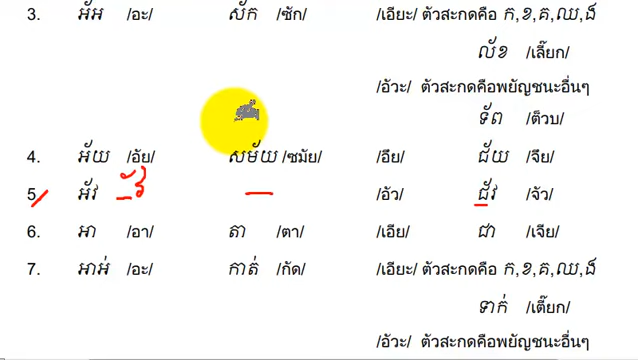 3. អ័អ /อะ/ ស័ក /ซัก/ /เอียะ/ ตัวสะกดคือ ក,ខ,គ,ឈ,ង
ល័ខ /เลี๊ยก/
/อัวะ/ ตัวสะกดคือพยัญชนะอื่นๆ
ទ័ព /ต็วบ/
4. អ័យ /อัย/ សម័យ /ซมัย/ /อีย/ ជ័យ /จีย/
5 អ័វ /อัว/ ជ័វ /จัว/
6. អា /อา/ តា /ตา/ /เอีย/ ជា /เจีย/
7. អាអ់ /อะ/ កាត់ /กัด/ /เอียะ/ ตัวสะกดคือ ក,ខ,គ,ឈ,ង
ទាក់ /เตี๊ยก/
/อัวะ/ ตัวสะกดคือพยัญชนะอื่นๆ